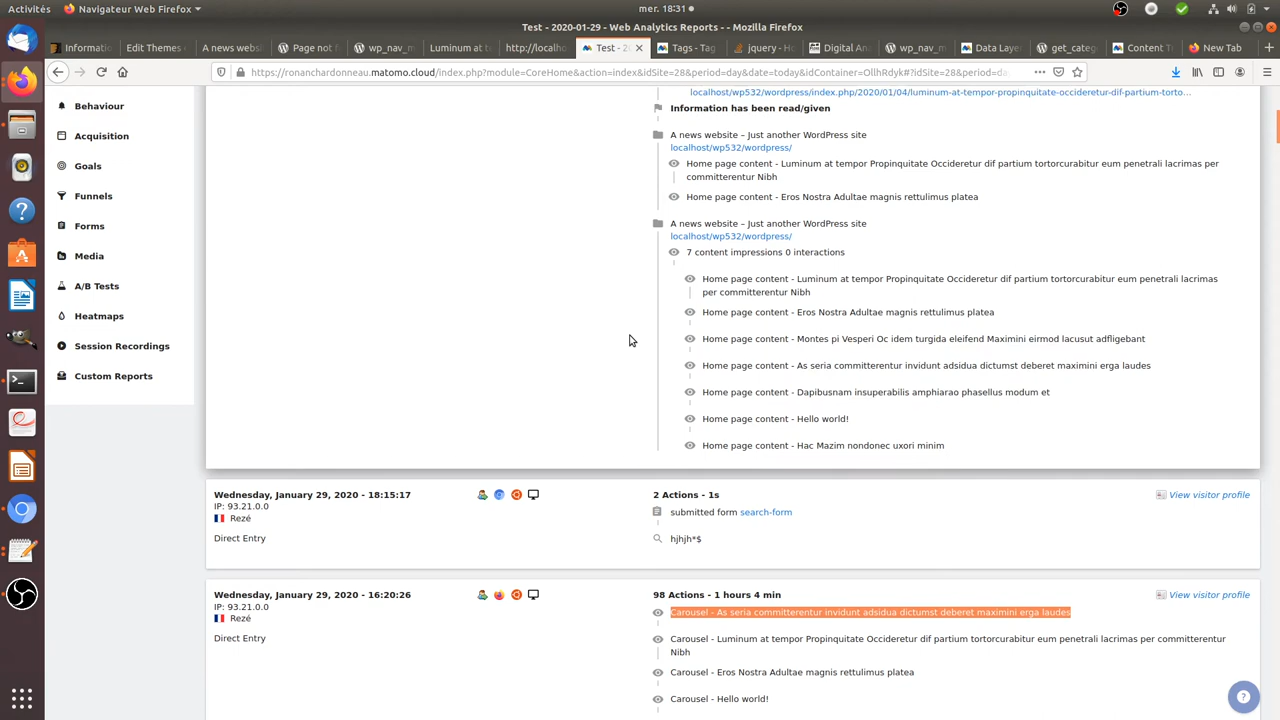 Activités
Navigateur Web Firefox
mer. 18:31
Test - 2020-01-29 - Web Analytics Reports - - Mozilla Firefox
Informatio
Edit Themes
A news websi
Page not f
wp_nav_m
Luminum at te
http://localho
Test - 20
Tags - Tag
jquery - H
Digital Ana
wp_nav_m
Data Layer
get_categ
Content Tr
New Tab
https://ronanchardonneau.matomo.cloud/index.php?module=CoreHome&action=index&idSite=28&period=day&date=today&idContainer=OllhRdyk#?idSite=28&period=da
Behaviour
Acquisition
Goals
Funnels
Forms
Media
A/B Tests
Heatmaps
Session Recordings
Custom Reports
localhost/wp532/wordpress/index.php/2020/01/04/luminum-at-tempor-propinquitate-occideretur-dif-partium-torto...
Information has been read/given
A news website – Just another WordPress site
localhost/wp532/wordpress/
Home page content - Luminum at tempor Propinquitate Occideretur dif partium tortorcurabitur eum penetrali lacrimas per
committerentur Nibh
Home page content - Eros Nostra Adultae magnis rettulimus platea
A news website – Just another WordPress site
localhost/wp532/wordpress/
7 content impressions 0 interactions
Home page content - Luminum at tempor Propinquitate Occideretur dif partium tortorcurabitur eum penetrali lacrimas
per committerentur Nibh
Home page content - Eros Nostra Adultae magnis rettulimus platea
Home page content - Montes pi Vesperi Oc idem turgida eleifend Maximini eirmod lacusut adfligebant
Home page content - As seria committerentur invidunt adsidua dictumst deberet maximini erga laudes
Home page content - Dapibusnam insuperabilis amphiarao phasellus modum et
Home page content - Hello world!
Home page content - Hac Mazim nondonec uxori minim
Wednesday, January 29, 2020 - 18:15:17
IP: 93.21.0.0
Rezé
Direct Entry
2 Actions - 1s
submitted form search-form
hjhjh*$
View visitor profile
Wednesday, January 29, 2020 - 16:20:26
IP: 93.21.0.0
Rezé
Direct Entry
98 Actions - 1 hours 4 min
View visitor profile
Carousel - As seria committerentur invidunt adsidua dictumst deberet maximini erga laudes
Carousel - Luminum at tempor Propinquitate Occideretur dif partium tortorcurabitur eum penetrali lacrimas per committerentur
Nibh
Carousel - Eros Nostra Adultae magnis rettulimus platea
Carousel - Hello world!